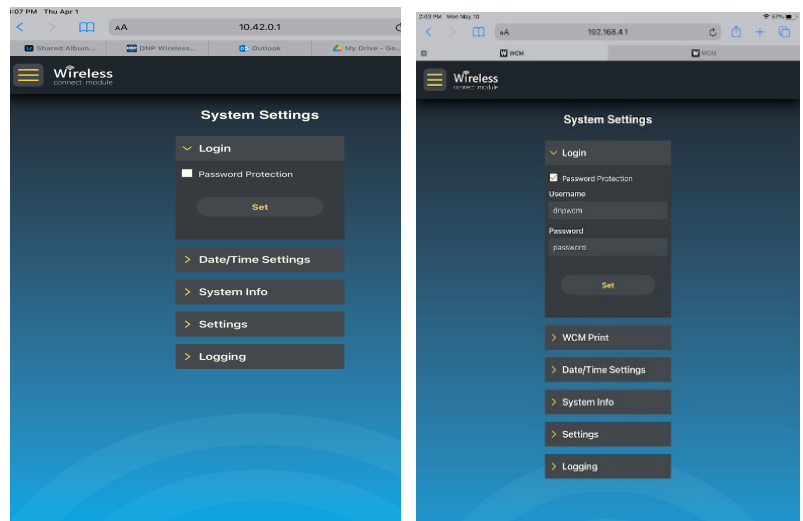 4:07 PM Thu Apr 1
AA
10.42.0.1
Shared Album...
DNP Wireless...
Outlook
My Drive - Go...
Wireless
connect module
System Settings
Login
Password Protection
Set
Date/Time Settings
System Info
Settings
Logging
2:03 PM Mon May 10
57%
AA
192.168.4.1
W WCM
W WCM
Wireless
connect module
System Settings
Login
Password Protection
Username
dnpwcm
Password
password
Set
WCM Print
Date/Time Settings
System Info
Settings
Logging